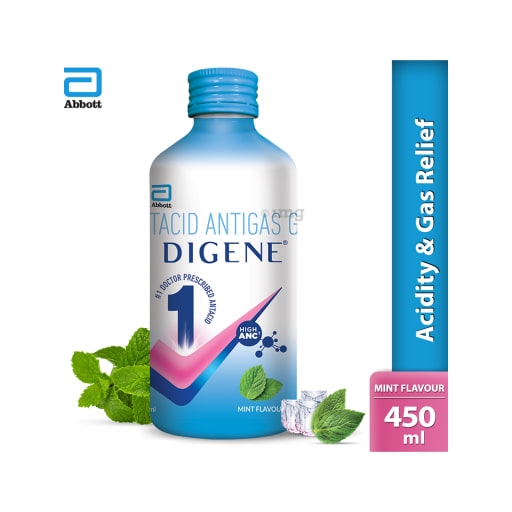 Abbott
Abbott
TACID ANTIGAS G
DIGENE®
#1 DOCTOR PRESCRIBED ANTACID
1
HIGH
ANC
MINT FLAVOUR
ml
Acidity & Gas Relief
MINT FLAVOUR
450
ml